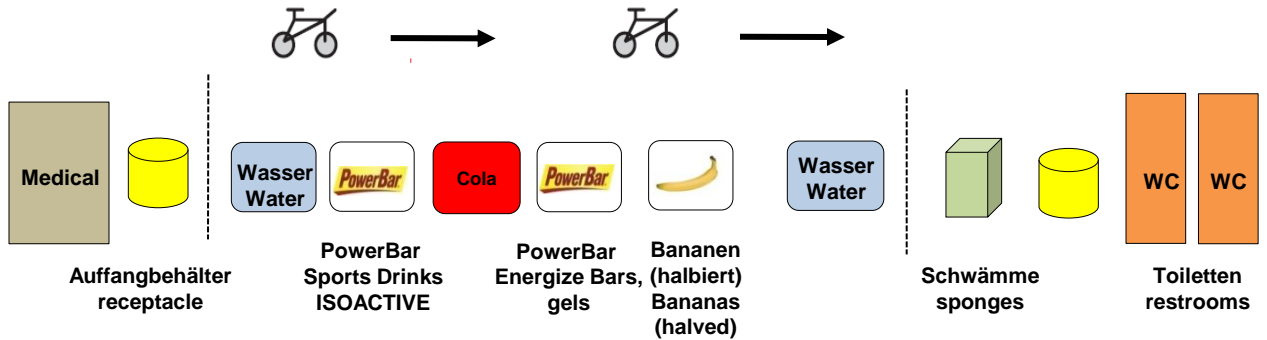 Medical
Wasser
Water
PowerBar
Cola
PowerBar
Wasser
Water
WC
WC
Auffangbehälter
receptacle
PowerBar
Sports Drinks
ISOACTIVE
PowerBar
Energize Bars,
gels
Bananen
(halbiert)
Bananas
(halved)
Schwämme
sponges
Toiletten
restrooms